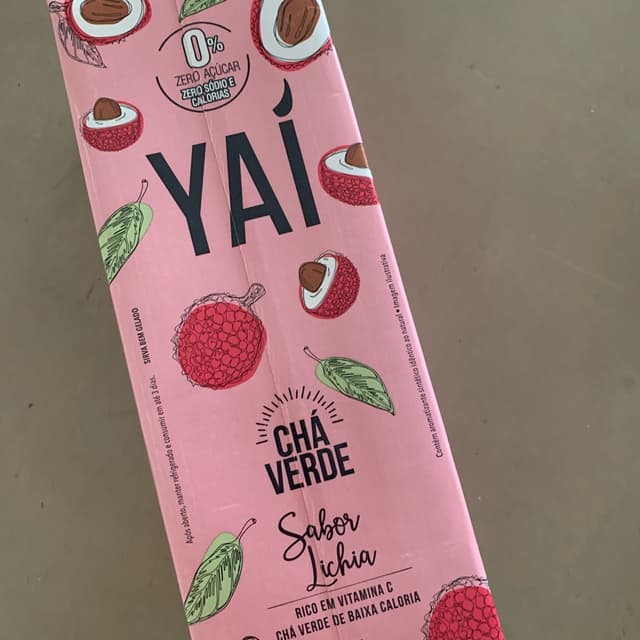 0%
ZERO AÇÚCAR
ZERO SÓDIO E
CALORIAS
YAÍ
SIRVA BEM GELADO
Após aberto, manter refrigerado e consumir em até 3 dias.
Contém aromatizante sintético idêntico ao natural • Imagem ilustrativa
CHÁ
VERDE
Sabor
Lichia
RICO EM VITAMINA C
CHÁ VERDE DE BAIXA CALORIA